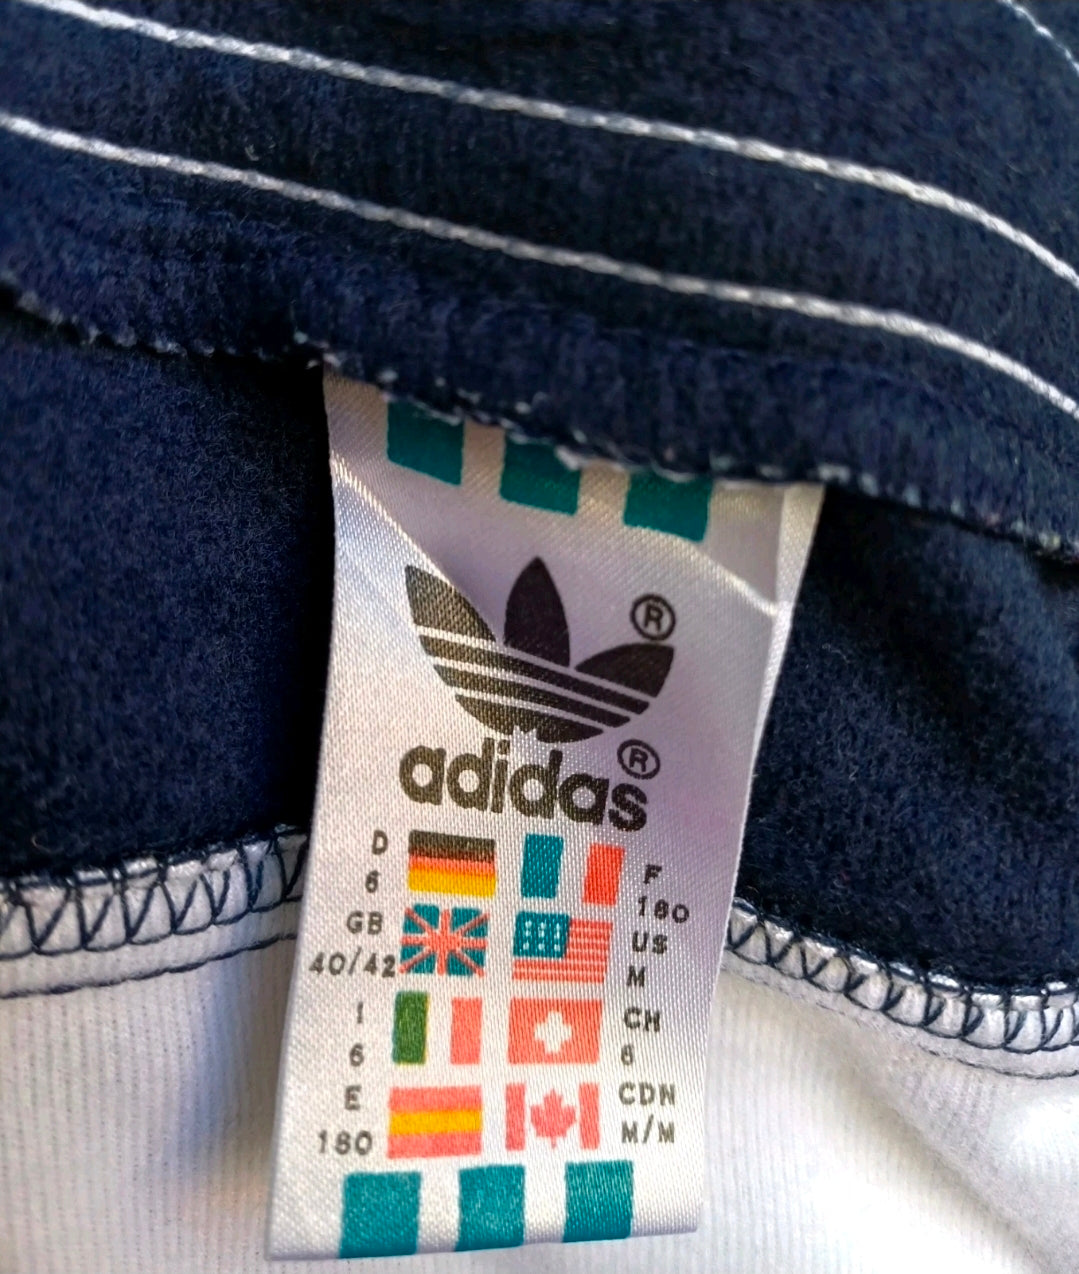 ®
adidas®
D
6
F
180
GB
40/42
US
M
I
6
CH
6
E
180
CDN
M/M